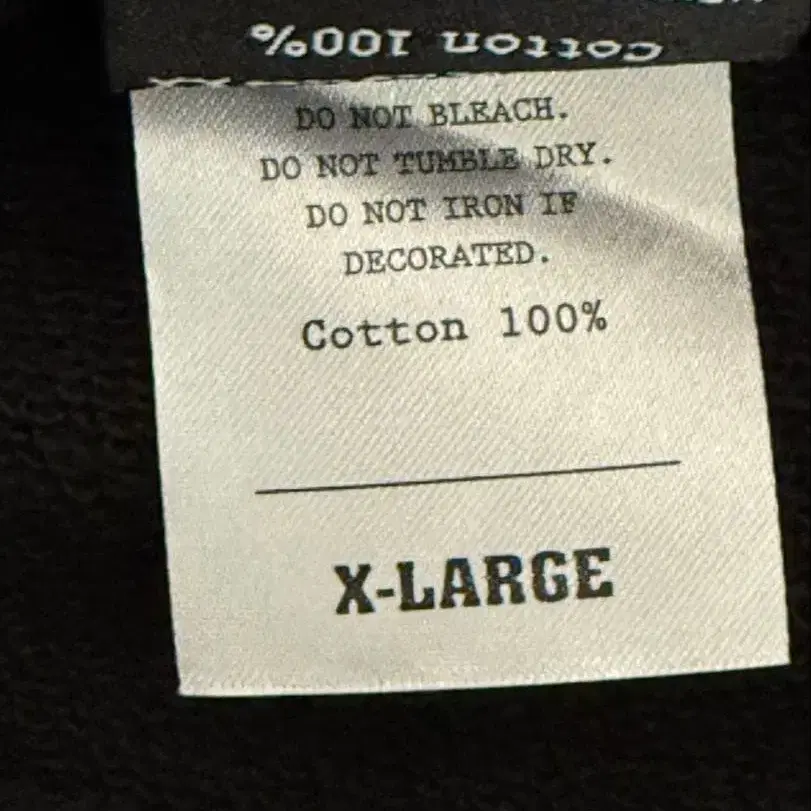 Cotton 100%
DO NOT BLEACH.
DO NOT TUMBLE DRY.
DO NOT IRON IF
DECORATED.
Cotton 100%
X-LARGE